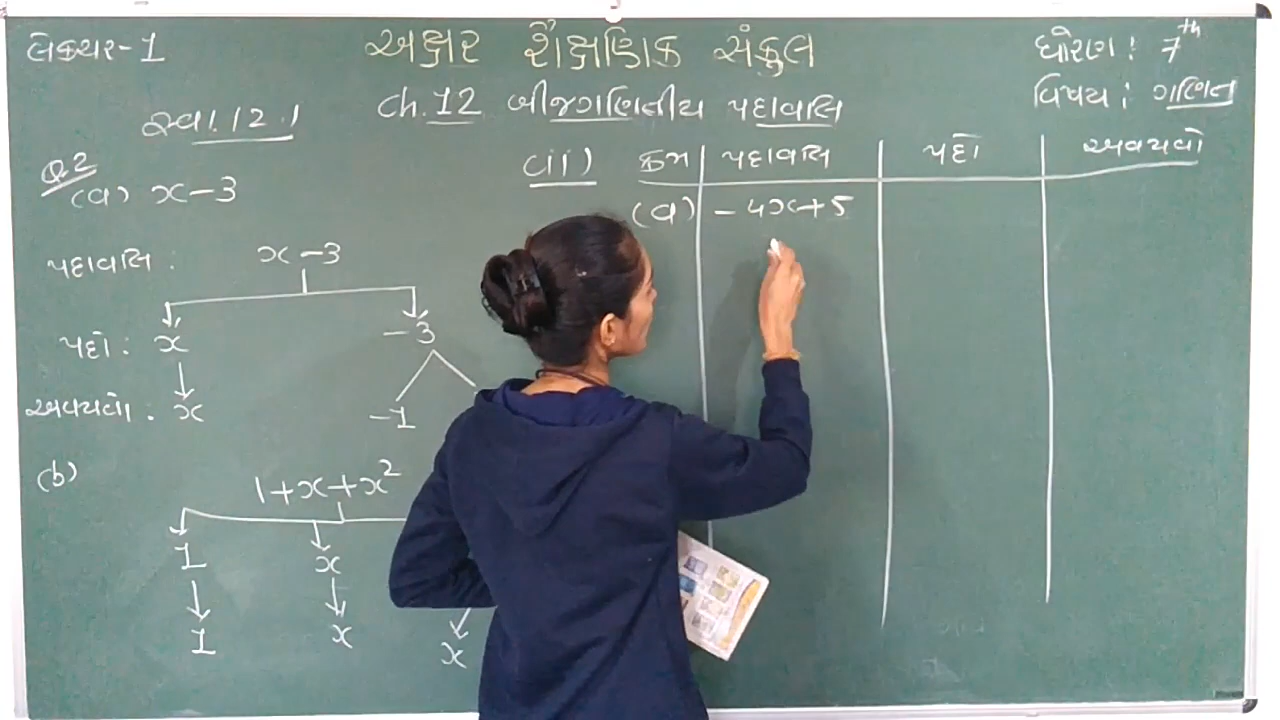 લેક્ચર-1
અક્ષર શૈક્ષણિક સંકુલ
ધોરણ : 7th
વિષય : ગણિત
Ch.12 બીજગણિતીય પદાવલિ
સ્વા. 12.1
Q.2
(a) x-3
પદાવલિ : x-3
પદો : x -3
અવયવો : x -1
(b) 1+x+x²
1 x
1 x x
(ii) ક્રમ પદાવલિ પદો અવયવો
(a) -4x+5